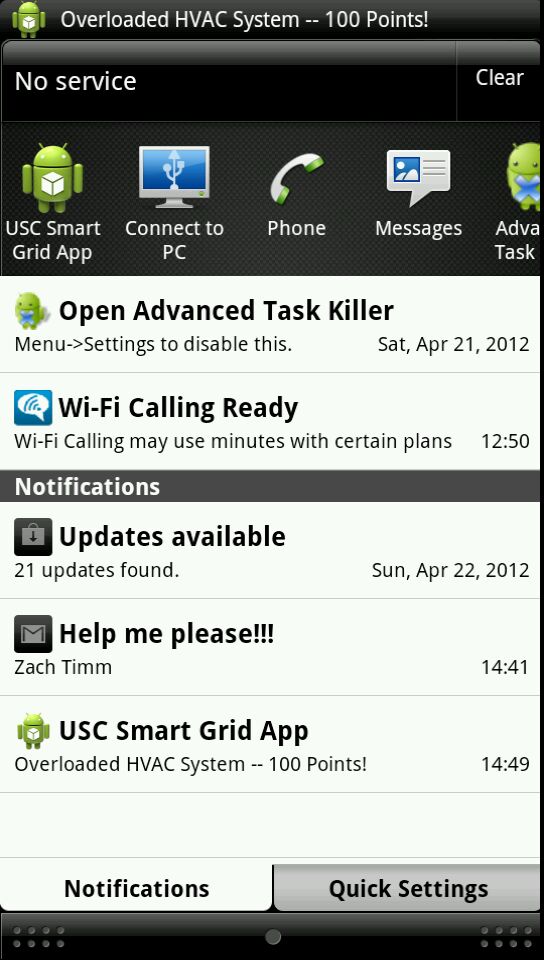 Overloaded HVAC System -- 100 Points!
No service
Clear
USC Smart
Grid App
Connect to
PC
Phone
Messages
Adva
Task
Open Advanced Task Killer
Menu->Settings to disable this. Sat, Apr 21, 2012
Wi-Fi Calling Ready
Wi-Fi Calling may use minutes with certain plans 12:50
Notifications
Updates available
21 updates found. Sun, Apr 22, 2012
Help me please!!!
Zach Timm 14:41
USC Smart Grid App
Overloaded HVAC System -- 100 Points! 14:49
Notifications Quick Settings